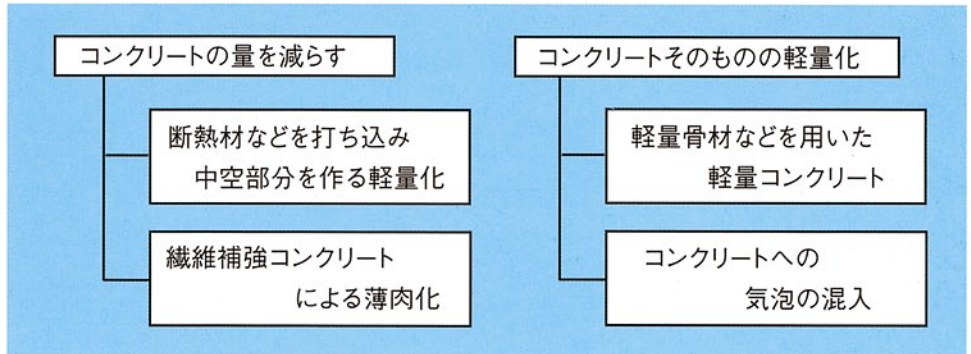 コンクリートの量を減らす
断熱材などを打ち込み
中空部分を作る軽量化
繊維補強コンクリート
による薄肉化
コンクリートそのものの軽量化
軽量骨材などを用いた
軽量コンクリート
コンクリートへの
気泡の混入